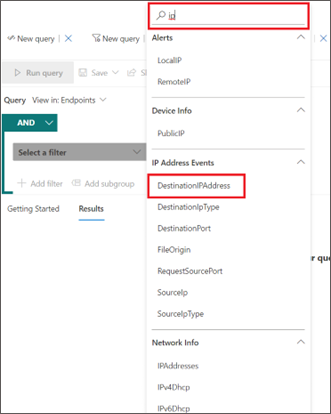 ip
New query
New query
Alerts
LocalIP
RemoteIP
Run query
Save
Query
View in: Endpoints
Device Info
PublicIP
AND
Select a filter
IP Address Events
Add filter
Add subgroup
DestinationIPAddress
DestinationIpType
Getting Started
Results
DestinationPort
FileOrigin
RequestSourcePort
SourceIp
r que
SourceIpType
Network Info
IPAddresses
IPv4Dhcp
IPv6Dhcp